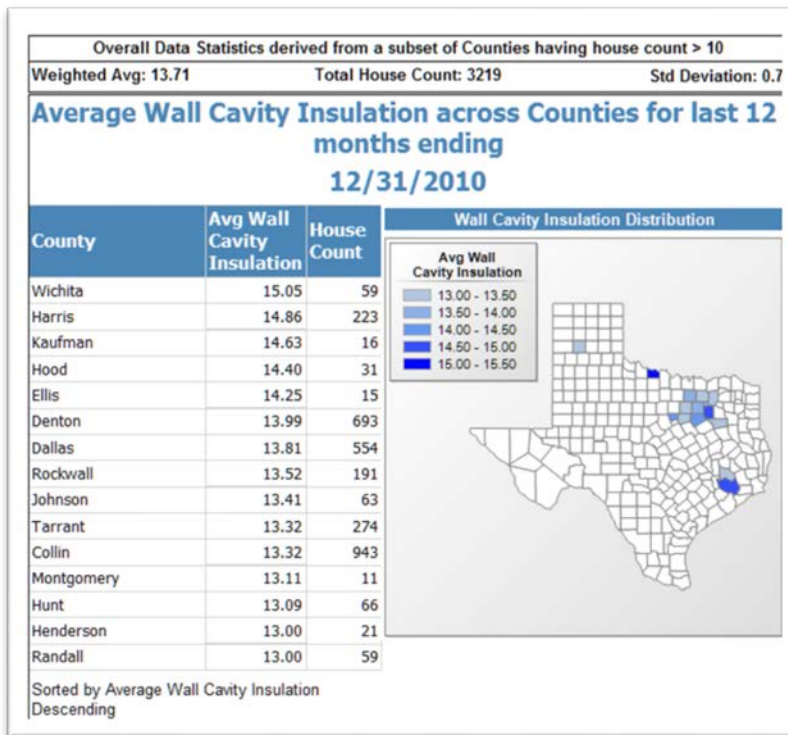 Overall Data Statistics derived from a subset of Counties having house count > 10
Weighted Avg: 13.71 Total House Count: 3219 Std Deviation: 0.7
Average Wall Cavity Insulation across Counties for last 12
months ending
12/31/2010
County Avg Wall Cavity Insulation House Count
Wichita 15.05 59
Harris 14.86 223
Kaufman 14.63 16
Hood 14.40 31
Ellis 14.25 15
Denton 13.99 693
Dallas 13.81 554
Rockwall 13.52 191
Johnson 13.41 63
Tarrant 13.32 274
Collin 13.32 943
Montgomery 13.11 11
Hunt 13.09 66
Henderson 13.00 21
Randall 13.00 59
Sorted by Average Wall Cavity Insulation
Descending
Wall Cavity Insulation Distribution
Avg Wall
Cavity Insulation
13.00 - 13.50
13.50 - 14.00
14.00 - 14.50
14.50 - 15.00
15.00 - 15.50